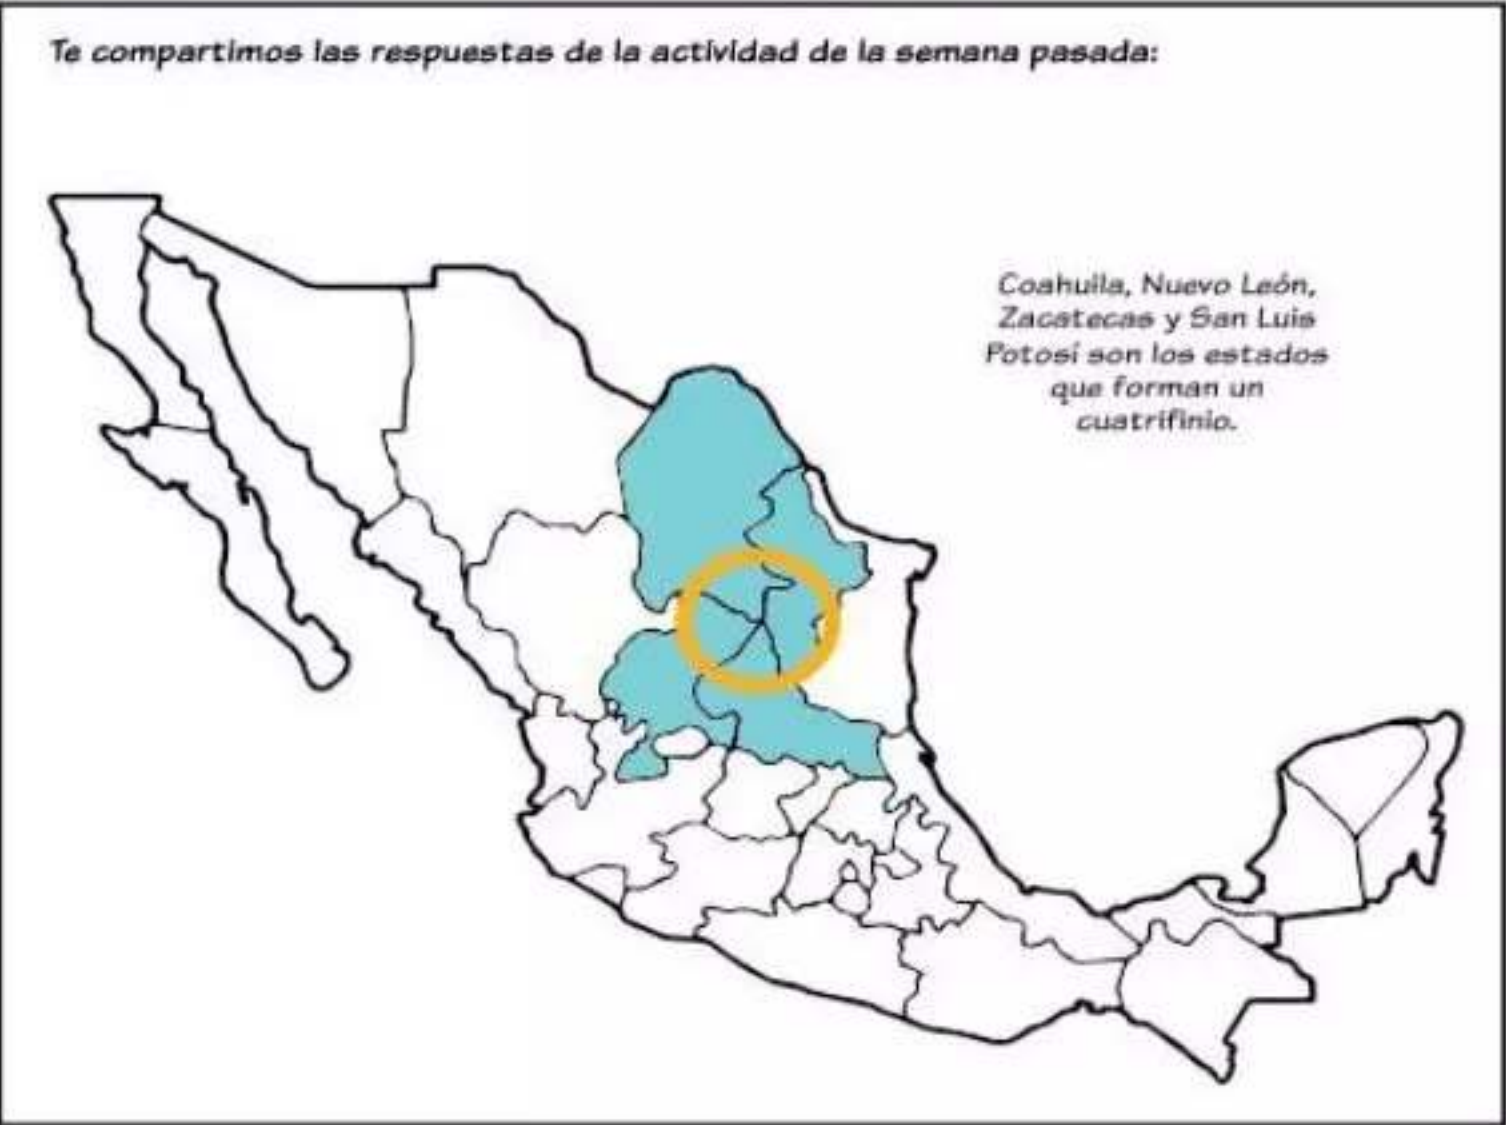 Te compartimos las respuestas de la actividad de la semana pasada:
Coahuila, Nuevo León,
Zacatecas y San Luis
Potosí son los estados
que forman un
cuatrifinio.